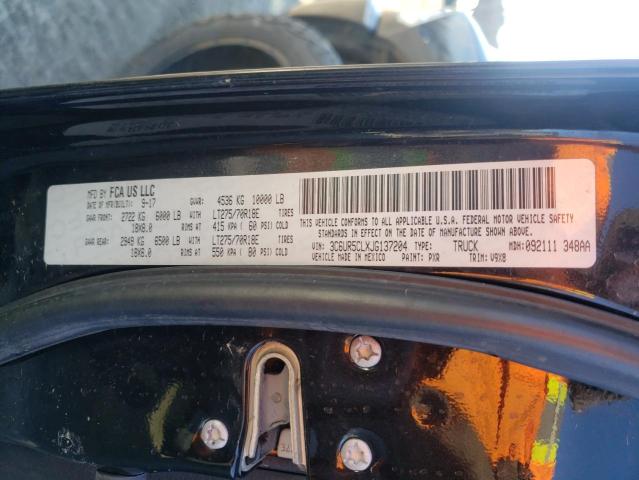 MFD BY FCA US LLC
DATE OF MFR(BUILT): 9-17 GVWR: 4536 KG 10000 LB
GAWR FRONT: 2722 KG 6000 LB LT275/70R18E TIRES
18X8.0 RIMS AT 415 KPA ( 60 PSI) COLD
GAWR REAR: 2948 KG 6500 LB LT275/70R18E TIRES
18X8.0 RIMS AT 550 KPA ( 80 PSI) COLD
THIS VEHICLE CONFORMS TO ALL APPLICABLE U.S.A. FEDERAL MOTOR VEHICLE SAFETY
STANDARDS IN EFFECT ON THE DATE OF MANUFACTURE SHOWN ABOVE.
VIN: 3C6UR5CLXJG137204 TYPE: TRUCK MDH: 092111 348AA
VEHICLE MADE IN MEXICO PAINT: PXR TRIM: V9X8